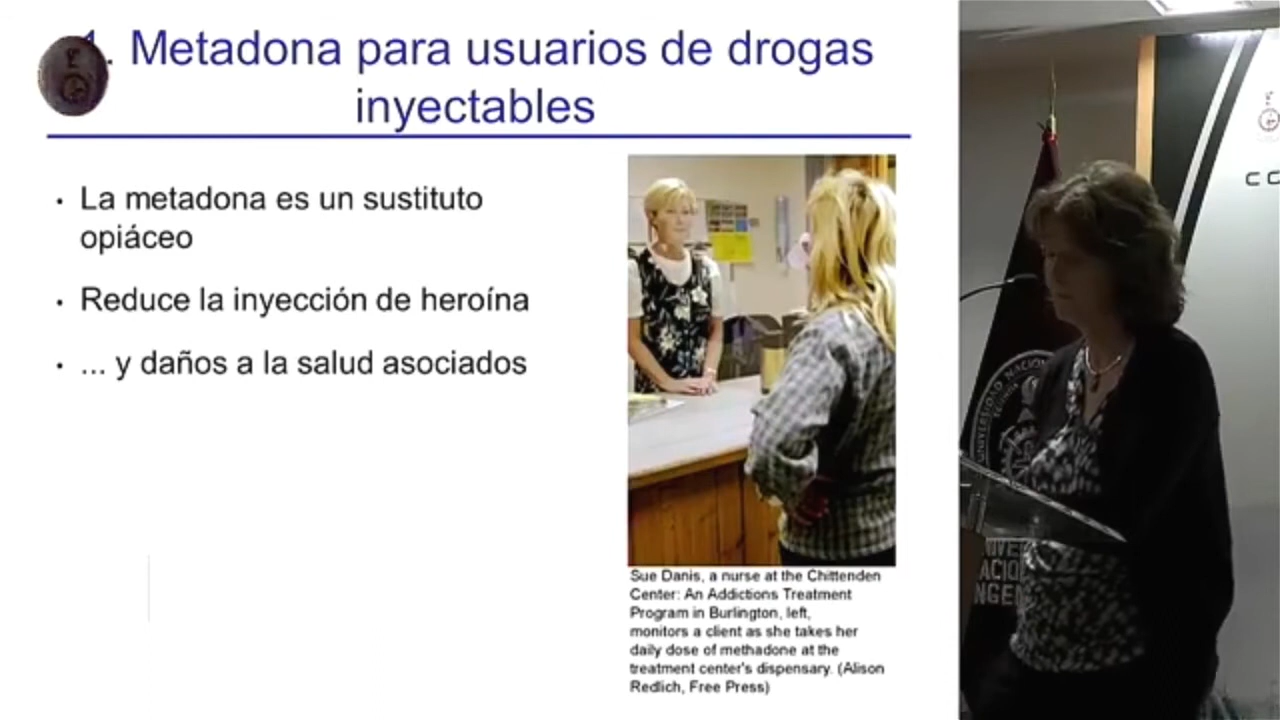 1. Metadona para usuarios de drogas
inyectables
• La metadona es un sustituto
opiáceo
• Reduce la inyección de heroína
• ... y daños a la salud asociados
Sue Danis, a nurse at the Chittenden
Center: An Addictions Treatment
Program in Burlington, left,
monitors a client as she takes her
daily dose of methadone at the
treatment center's dispensary. (Alison
Redlich, Free Press)